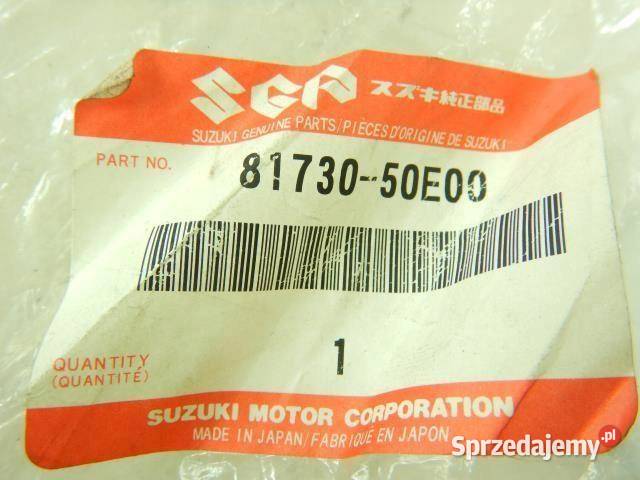 SGP スズキ純正部品
SUZUKI GENUINE PARTS/PIÈCES D'ORIGINE DE SUZUKI
PART NO. 81730-50E00
1
QUANTITY
(QUANTITÉ)
SUZUKI MOTOR CORPORATION
MADE IN JAPAN/FABRIQUÉ EN JAPON
Sprzedajemy.pl